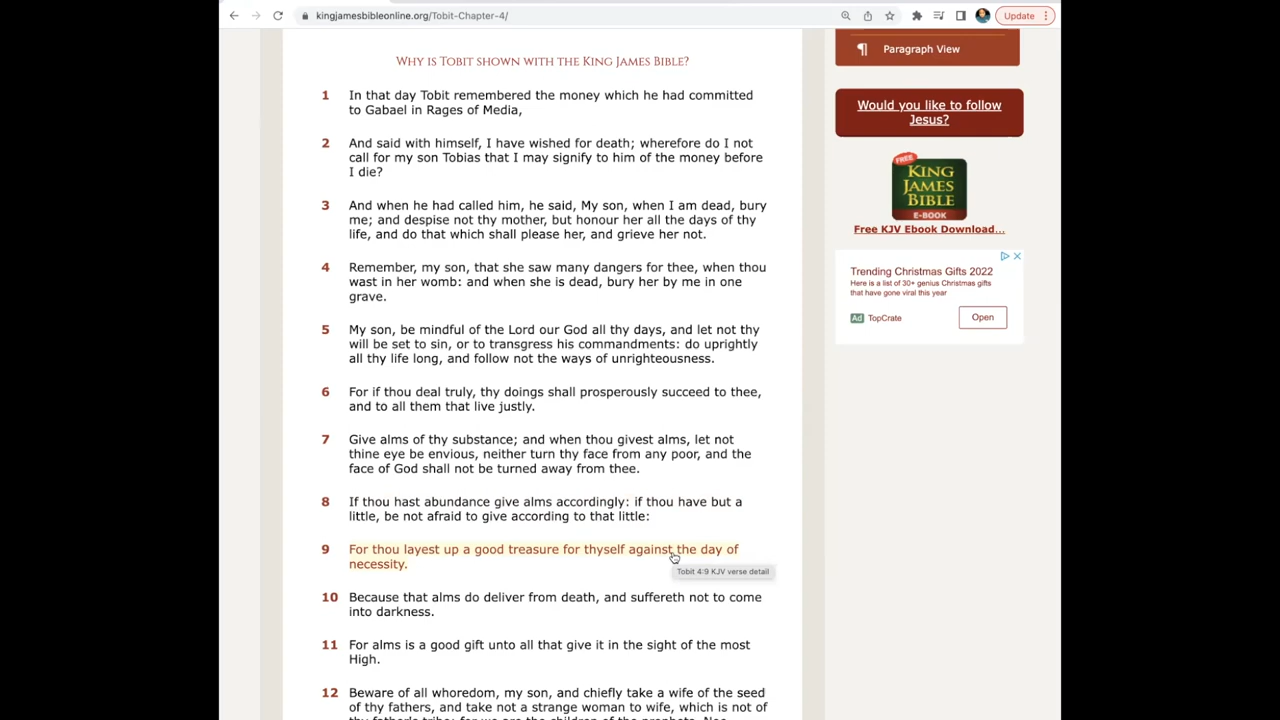 kingjamesbibleonline.org/Tobit-Chapter-4/
Update
WHY IS TOBIT SHOWN WITH THE KING JAMES BIBLE?
1 In that day Tobit remembered the money which he had committed
to Gabael in Rages of Media,
2 And said with himself, I have wished for death; wherefore do I not
call for my son Tobias that I may signify to him of the money before
I die?
3 And when he had called him, he said, My son, when I am dead, bury
me; and despise not thy mother, but honour her all the days of thy
life, and do that which shall please her, and grieve her not.
4 Remember, my son, that she saw many dangers for thee, when thou
wast in her womb: and when she is dead, bury her by me in one
grave.
5 My son, be mindful of the Lord our God all thy days, and let not thy
will be set to sin, or to transgress his commandments: do uprightly
all thy life long, and follow not the ways of unrighteousness.
6 For if thou deal truly, thy doings shall prosperously succeed to thee,
and to all them that live justly.
7 Give alms of thy substance; and when thou givest alms, let not
thine eye be envious, neither turn thy face from any poor, and the
face of God shall not be turned away from thee.
8 If thou hast abundance give alms accordingly: if thou have but a
little, be not afraid to give according to that little:
9 For thou layest up a good treasure for thyself against the day of
necessity.
Tobit 4:9 KJV verse detail
10 Because that alms do deliver from death, and suffereth not to come
into darkness.
11 For alms is a good gift unto all that give it in the sight of the most
High.
12 Beware of all whoredom, my son, and chiefly take a wife of the seed
of thy fathers, and take not a strange woman to wife, which is not of
thy father's tribe: for we are the children of the prophets, Noe,
¶ Paragraph View
Would you like to follow
Jesus?
FREE
KING
JAMES
BIBLE
E-BOOK
Free KJV Ebook Download...
Trending Christmas Gifts 2022
Here is a list of 30+ genius Christmas gifts
that have gone viral this year
Ad TopCrate
Open